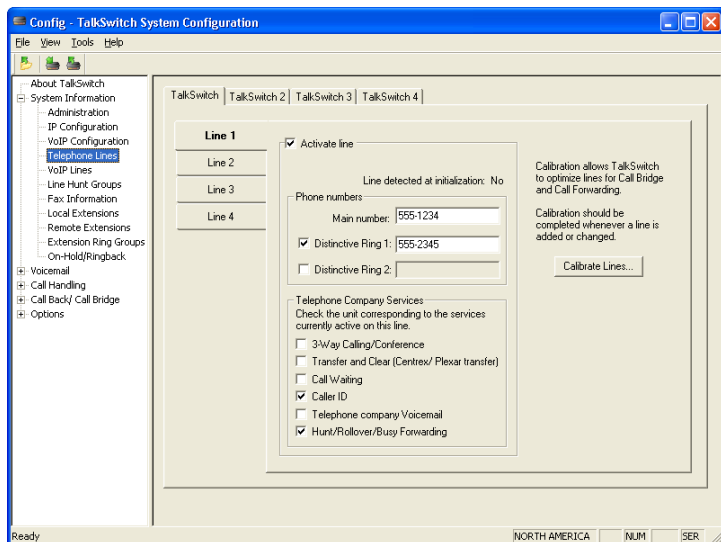 Config - TalkSwitch System Configuration
File View Tools Help
About TalkSwitch
System Information
Administration
IP Configuration
VoIP Configuration
Telephone Lines
VoIP Lines
Line Hunt Groups
Fax Information
Local Extensions
Remote Extensions
Extension Ring Groups
On-Hold/Ringback
Voicemail
Call Handling
Call Back/ Call Bridge
Options
TalkSwitch TalkSwitch 2 TalkSwitch 3 TalkSwitch 4
Line 1
Line 2
Line 3
Line 4
Activate line
Line detected at initialization: No
Phone numbers
Main number: 555-1234
Distinctive Ring 1: 555-2345
Distinctive Ring 2:
Telephone Company Services
Check the unit corresponding to the services
currently active on this line.
3-Way Calling/Conference
Transfer and Clear (Centrex/ Plexar transfer)
Call Waiting
Caller ID
Telephone company Voicemail
Hunt/Rollover/Busy Forwarding
Calibration allows TalkSwitch
to optimize lines for Call Bridge
and Call Forwarding.
Calibration should be
completed whenever a line is
added or changed.
Calibrate Lines...
Ready
NORTH AMERICA NUM SER